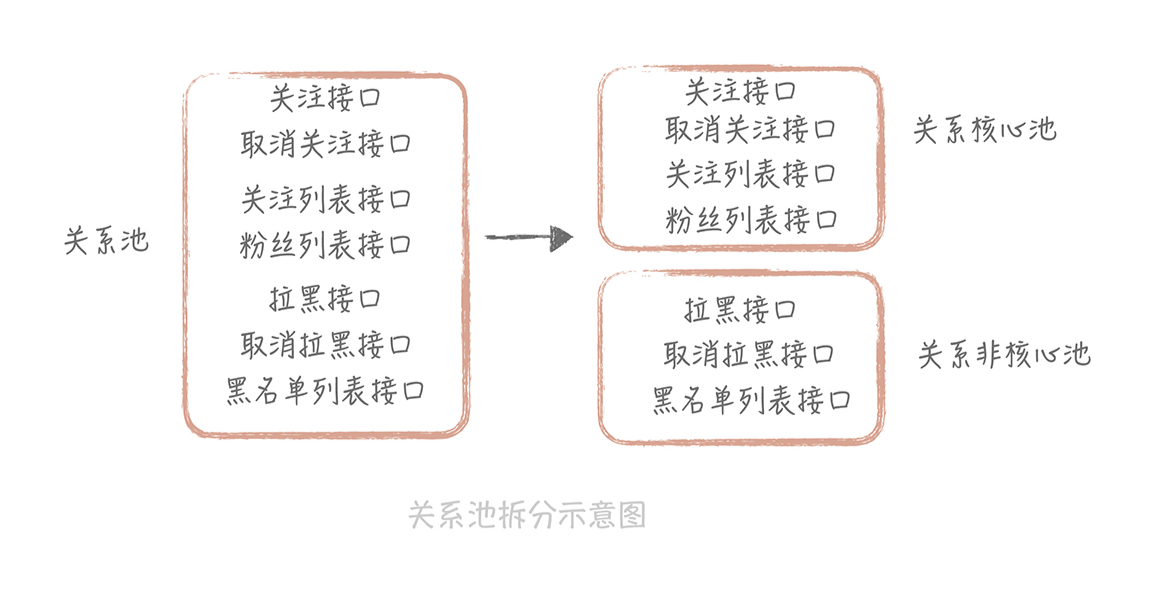 关系池
关注接口
取消关注接口
关注列表接口
粉丝列表接口
拉黑接口
取消拉黑接口
黑名单列表接口
关注接口
取消关注接口
关注列表接口
粉丝列表接口
关系核心池
拉黑接口
取消拉黑接口
黑名单列表接口
关系非核心池
关系池拆分示意图